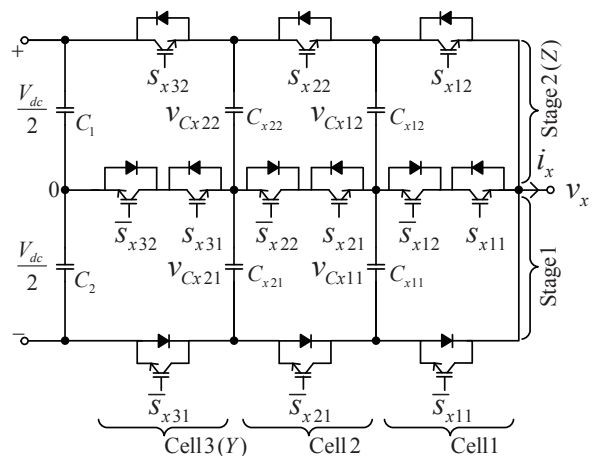 +
S_x32 S_x22 S_x12
V_dc/2 C_1 v_Cx22 C_x22 v_Cx12 C_x12 Stage 2 (Z)
0 i_x v_x
S̅_x32 S_x31 S̅_x22 S_x21 S̅_x12 S_x11
V_dc/2 C_2 v_Cx21 C_x21 v_Cx11 C_x11 Stage 1
−
S̅_x31 S̅_x21 S̅_x11
Cell3 (Y) Cell2 Cell1